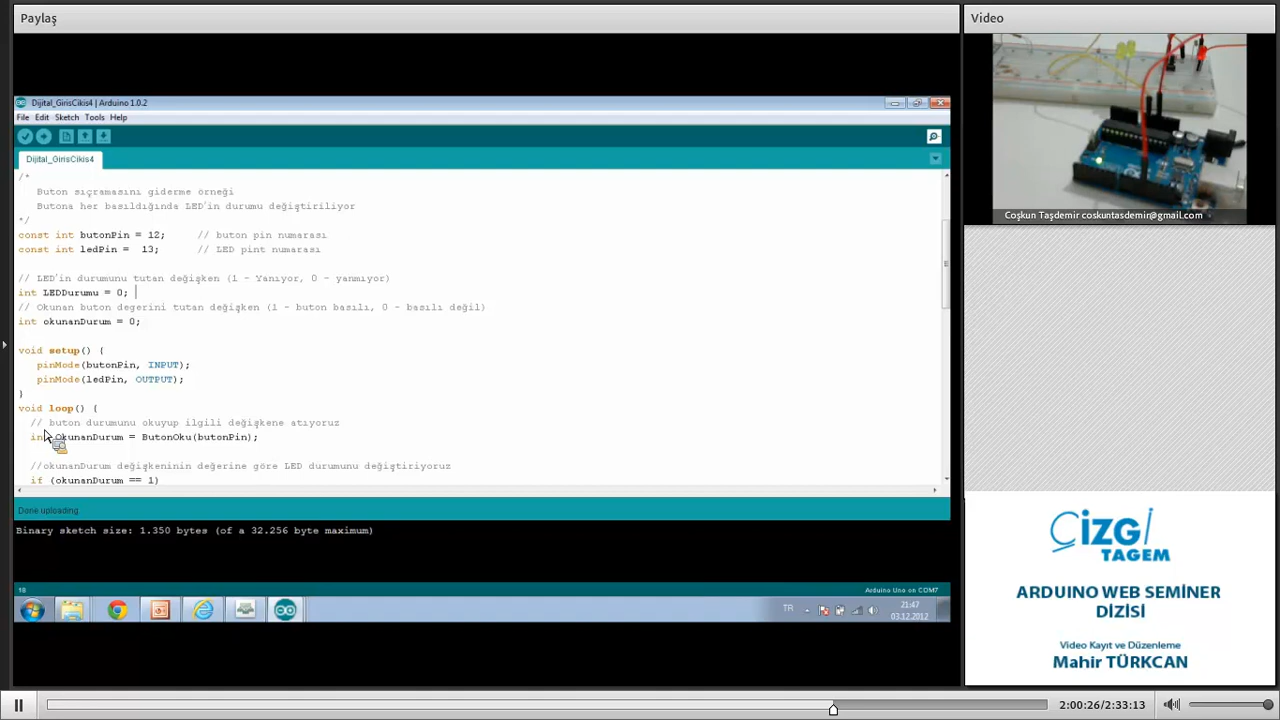 Paylaş
Video
Dijital_GirisCikis4 | Arduino 1.0.2
File Edit Sketch Tools Help
Dijital_GirisCikis4
/*
Buton sıçramasını giderme örneği
Butona her basıldığında LED'in durumu değiştiriliyor
*/
const int butonPin = 12; // buton pin numarası
const int ledPin = 13; // LED pint numarası
// LED'in durumunu tutan değişken (1 - Yanıyor, 0 - yanmıyor)
int LEDDurumu = 0;
// Okunan buton degerini tutan değişken (1 - buton basılı, 0 - basılı değil)
int okunanDurum = 0;
void setup() {
pinMode(butonPin, INPUT);
pinMode(ledPin, OUTPUT);
}
void loop() {
// buton durumunu okuyup ilgili değişkene atıyoruz
int okunanDurum = ButonOku(butonPin);
//okunanDurum değişkeninin değerine göre LED durumunu değiştiriyoruz
if (okunanDurum == 1)
Done uploading.
Binary sketch size: 1.350 bytes (of a 32.256 byte maximum)
18
Arduino Uno on COM7
TR
21:47
03.12.2012
Coşkun Taşdemir coskuntasdemir@gmail.com
ÇİZGİ
TAGEM
ARDUINO WEB SEMİNER
DİZİSİ
Video Kayıt ve Düzenleme
Mahir TÜRKCAN
2:00:26/2:33:13